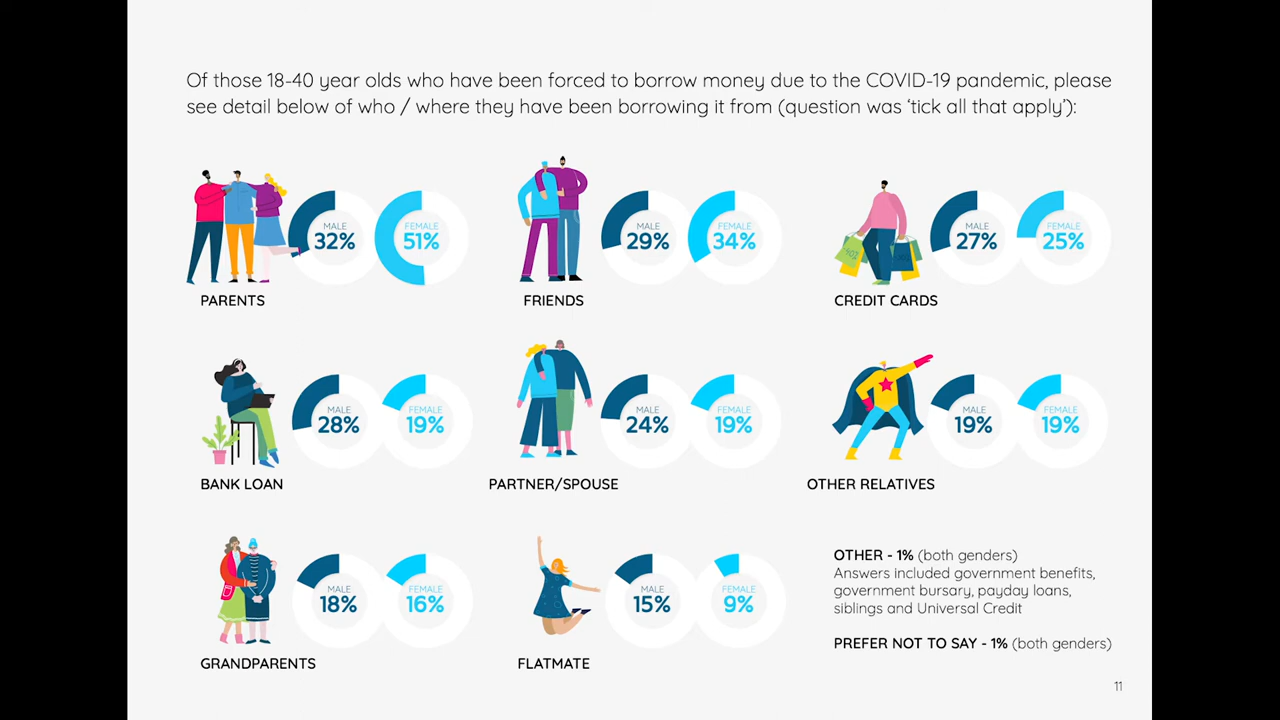 Of those 18-40 year olds who have been forced to borrow money due to the COVID-19 pandemic, please
see detail below of who / where they have been borrowing it from (question was 'tick all that apply'):
MALE
32%
FEMALE
51%
PARENTS
MALE
29%
FEMALE
34%
FRIENDS
MALE
27%
FEMALE
25%
CREDIT CARDS
MALE
28%
FEMALE
19%
BANK LOAN
MALE
24%
FEMALE
19%
PARTNER/SPOUSE
MALE
19%
FEMALE
19%
OTHER RELATIVES
MALE
18%
FEMALE
16%
GRANDPARENTS
MALE
15%
FEMALE
9%
FLATMATE
OTHER - 1% (both genders)
Answers included government benefits,
government bursary, payday loans,
siblings and Universal Credit
PREFER NOT TO SAY - 1% (both genders)
11